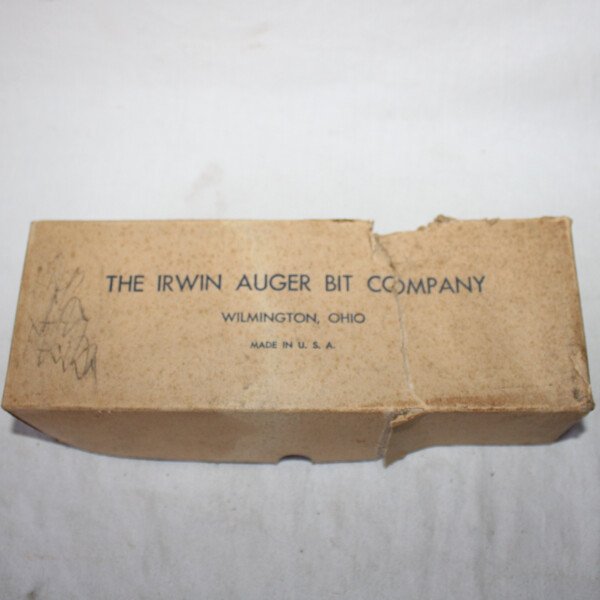 THE IRWIN AUGER BIT COMPANY
WILMINGTON, OHIO
MADE IN U. S. A.